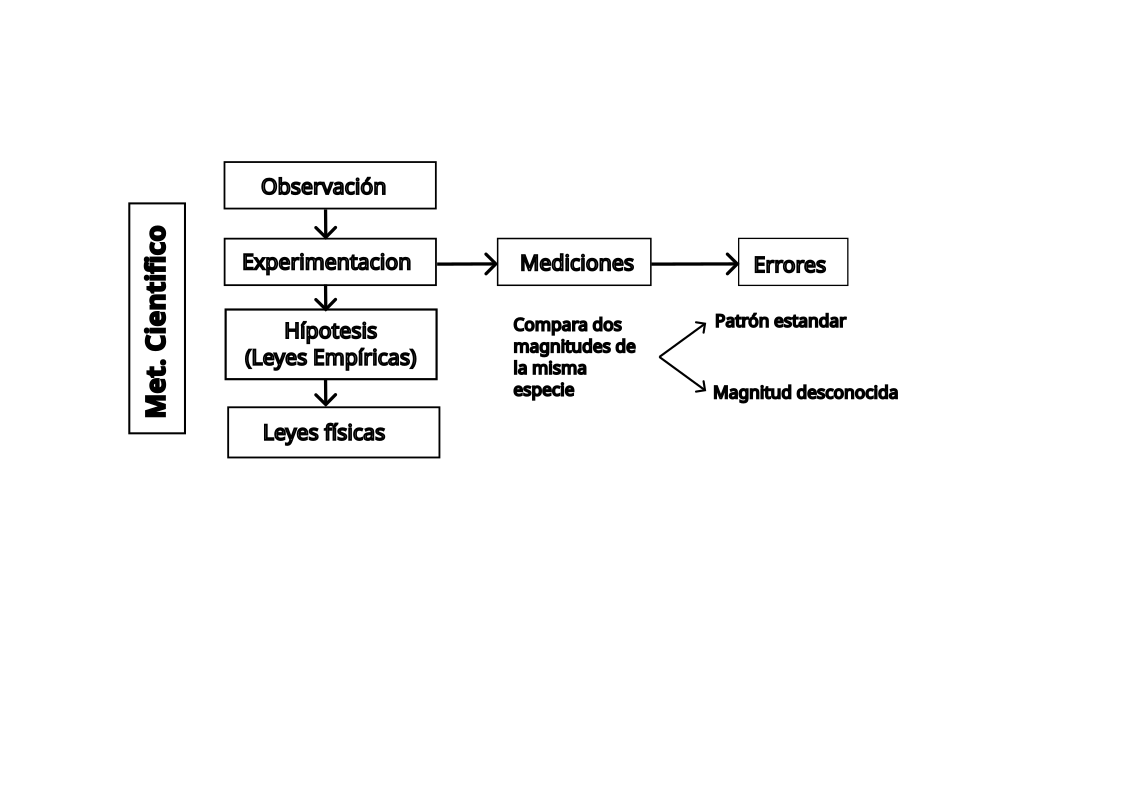 Met. Cientifico
Observación
Experimentacion
Hípotesis
(Leyes Empíricas)
Leyes físicas
Mediciones
Errores
Compara dos
magnitudes de
la misma
especie
Patrón estandar
Magnitud desconocida